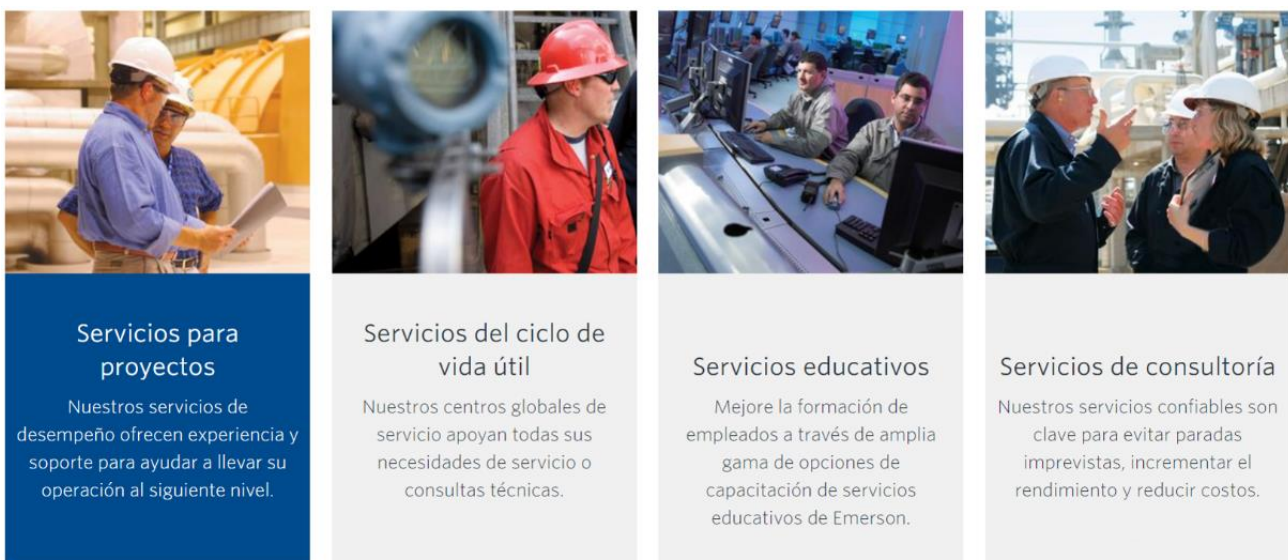 Servicios para
proyectos
Nuestros servicios de
desempeño ofrecen experiencia y
soporte para ayudar a llevar su
operación al siguiente nivel.
Servicios del ciclo de
vida útil
Nuestros centros globales de
servicio apoyan todas sus
necesidades de servicio o
consultas técnicas.
Servicios educativos
Mejore la formación de
empleados a través de amplia
gama de opciones de
capacitación de servicios
educativos de Emerson.
Servicios de consultoría
Nuestros servicios confiables son
clave para evitar paradas
imprevistas, incrementar el
rendimiento y reducir costos.